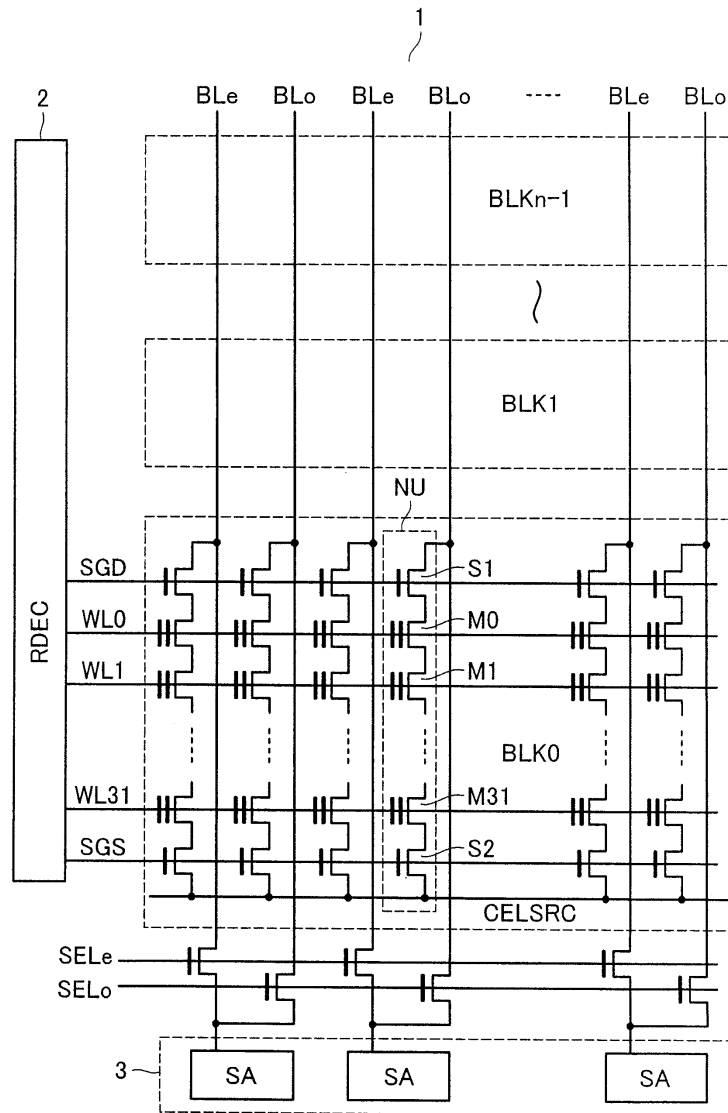 1
2
BLe BLo BLe BLo ---- BLe BLo
BLKn-1
BLK1
NU
RDEC
SGD
S1
WL0
M0
WL1
M1
BLK0
WL31
M31
SGS
S2
CELSRC
SELe
SELo
3
SA SA SA